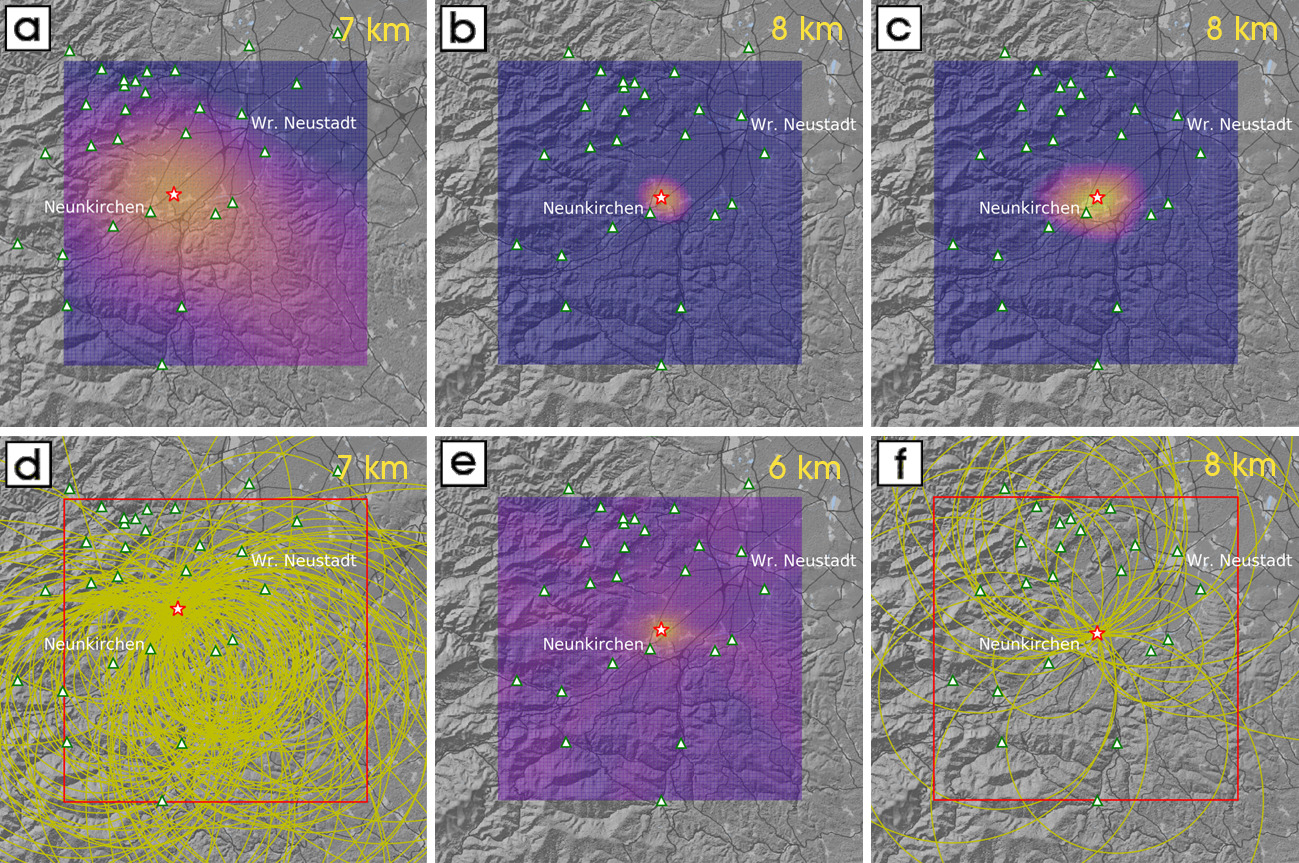 a
7 km
Wr. Neustadt
Neunkirchen
b
8 km
Wr. Neustadt
Neunkirchen
c
8 km
Wr. Neustadt
Neunkirchen
d
7 km
Wr. Neustadt
Neunkirchen
e
6 km
Wr. Neustadt
Neunkirchen
f
8 km
Wr. Neustadt
Neunkirchen